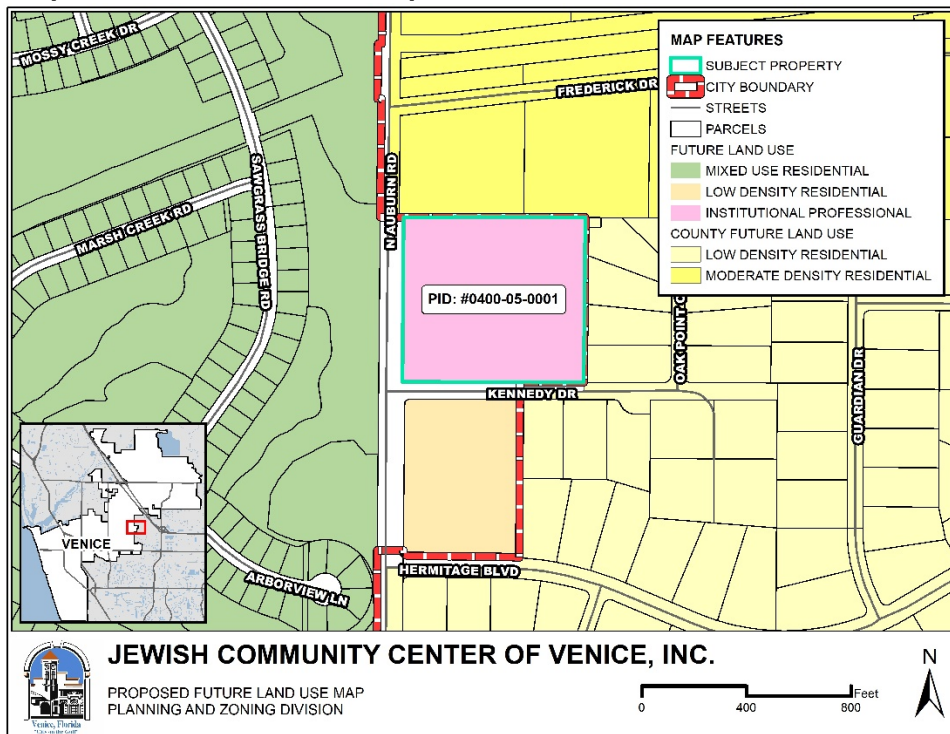 MOSSY CREEK DR
SAWGRASS BRIDGE RD
MARSH CREEK RD
N AUBURN RD
FREDERICK DR
MAP FEATURES
SUBJECT PROPERTY
CITY BOUNDARY
STREETS
PARCELS
FUTURE LAND USE
MIXED USE RESIDENTIAL
LOW DENSITY RESIDENTIAL
INSTITUTIONAL PROFESSIONAL
COUNTY FUTURE LAND USE
LOW DENSITY RESIDENTIAL
MODERATE DENSITY RESIDENTIAL
PID: #0400-05-0001
OAK POINT
KENNEDY DR
GUARDIAN DR
VENICE
ARBORVIEW LN
HERMITAGE BLVD
JEWISH COMMUNITY CENTER OF VENICE, INC.
PROPOSED FUTURE LAND USE MAP
PLANNING AND ZONING DIVISION
Venice, Florida
Feet
0 400 800
N